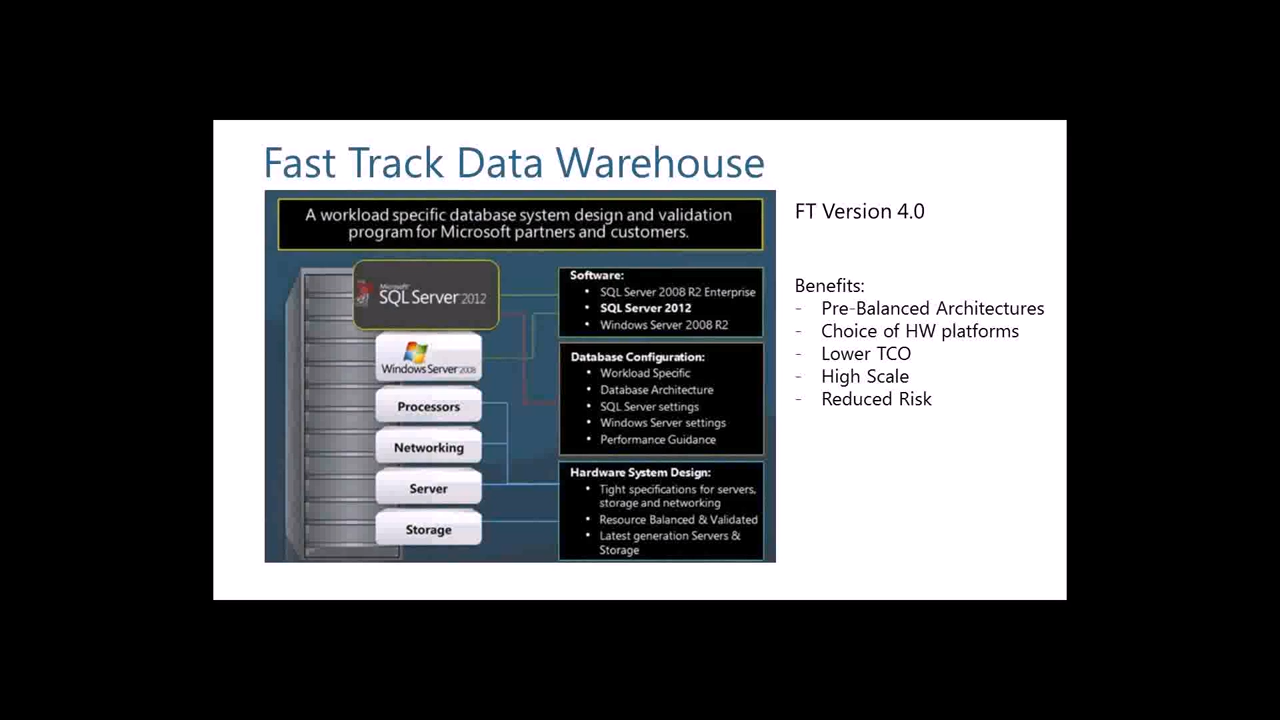 Fast Track Data Warehouse
A workload specific database system design and validation
program for Microsoft partners and customers.
Microsoft
SQL Server 2012
Windows Server 2008
Processors
Networking
Server
Storage
Software:
• SQL Server 2008 R2 Enterprise
• SQL Server 2012
• Windows Server 2008 R2
Database Configuration:
• Workload Specific
• Database Architecture
• SQL Server settings
• Windows Server settings
• Performance Guidance
Hardware System Design:
• Tight specifications for servers,
storage and networking
• Resource Balanced & Validated
• Latest generation Servers &
Storage
FT Version 4.0
Benefits:
- Pre-Balanced Architectures
- Choice of HW platforms
- Lower TCO
- High Scale
- Reduced Risk